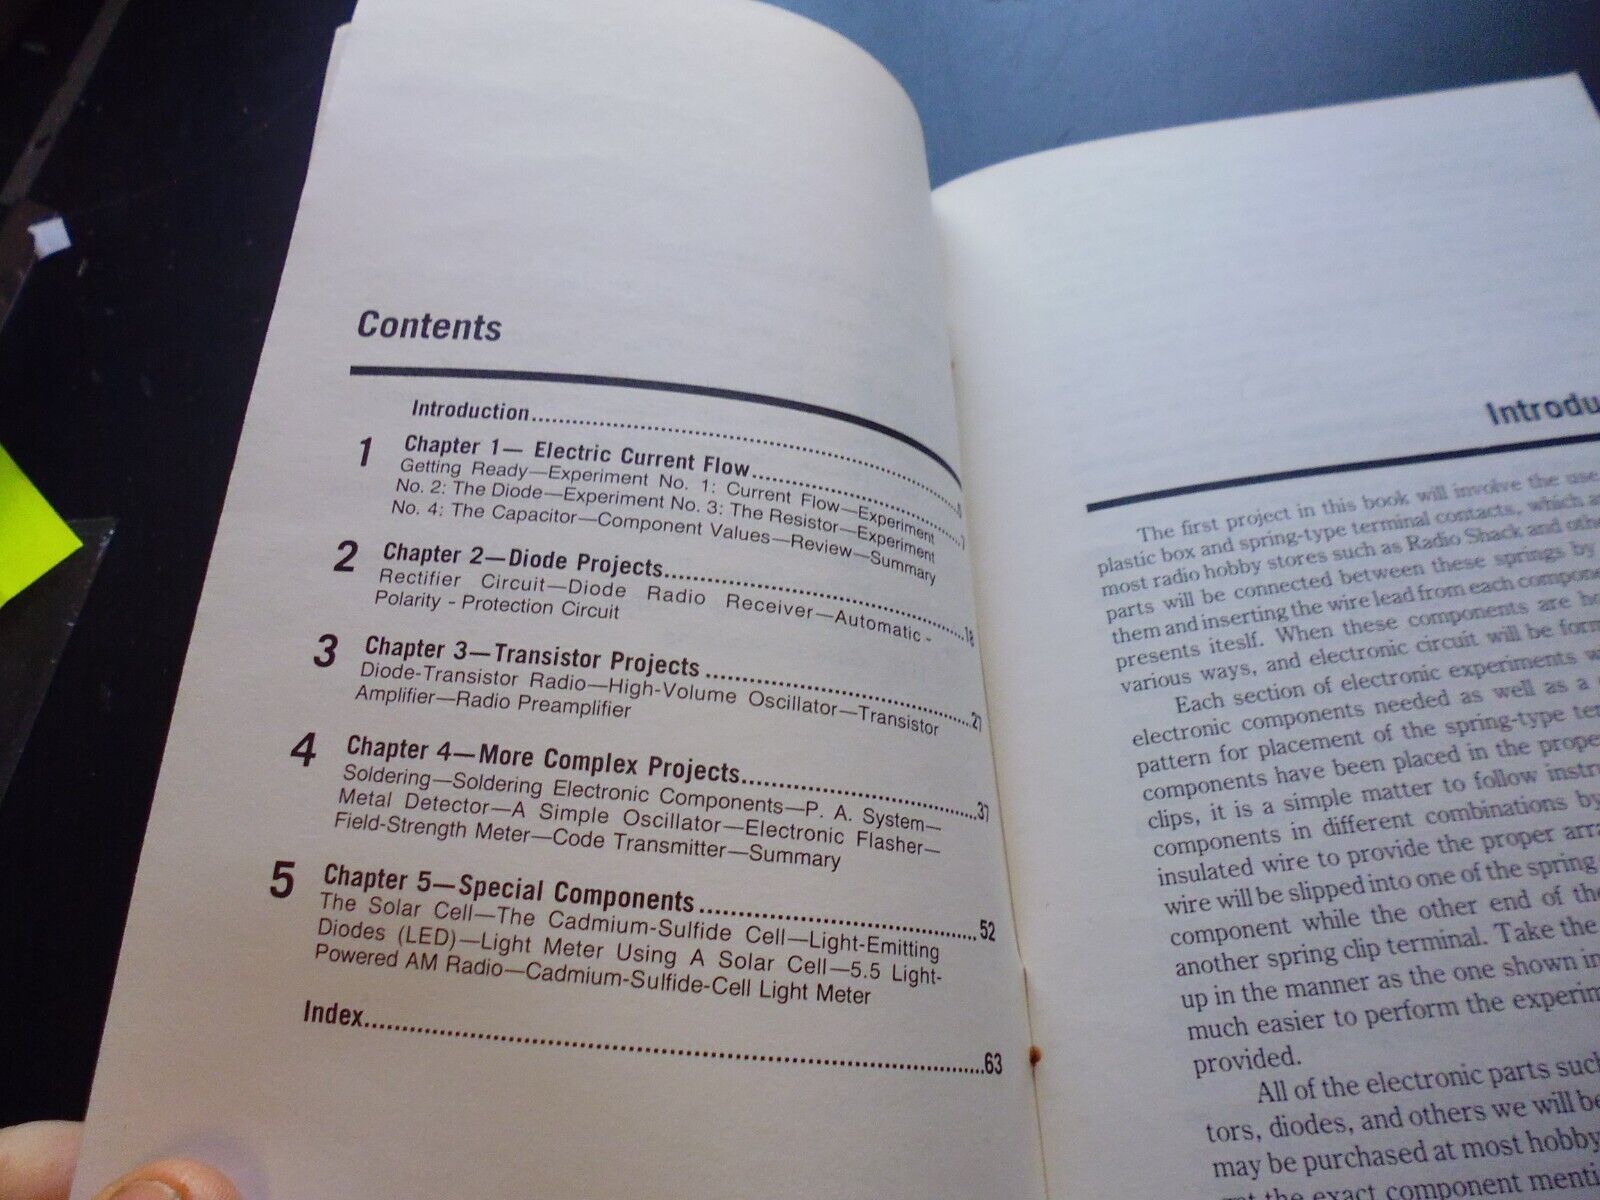 Contents
Introduction
1 Chapter 1— Electric Current Flow 7
Getting Ready—Experiment No. 1: Current Flow—Experiment
No. 2: The Diode—Experiment No. 3: The Resistor—Experiment
No. 4: The Capacitor—Component Values—Review—Summary
2 Chapter 2—Diode Projects 18
Rectifier Circuit—Diode Radio Receiver—Automatic -
Polarity - Protection Circuit
3 Chapter 3—Transistor Projects 27
Diode-Transistor Radio—High-Volume Oscillator—Transistor
Amplifier—Radio Preamplifier
4 Chapter 4—More Complex Projects 37
Soldering—Soldering Electronic Components—P. A. System—
Metal Detector—A Simple Oscillator—Electronic Flasher—
Field-Strength Meter—Code Transmitter—Summary
5 Chapter 5—Special Components 52
The Solar Cell—The Cadmium-Sulfide Cell—Light-Emitting
Diodes (LED)—Light Meter Using A Solar Cell—5.5 Light-
Powered AM Radio—Cadmium-Sulfide-Cell Light Meter
Index 63
Introdu
The first project in this book will involve the use
plastic box and spring-type terminal contacts, which a
most radio hobby stores such as Radio Shack and othe
parts will be connected between these springs by
them and inserting the wire lead from each compone
presents iteslf. When these components are ho
various ways, and electronic circuit will be form
Each section of electronic experiments w
electronic components needed as well as a
pattern for placement of the spring-type ter
components have been placed in the prope
clips, it is a simple matter to follow instr
components in different combinations by
insulated wire to provide the proper arra
wire will be slipped into one of the spring
component while the other end of the
another spring clip terminal. Take the
up in the manner as the one shown in
much easier to perform the experim
provided.
All of the electronic parts such
tors, diodes, and others we will be
may be purchased at most hobby
get the exact component menti